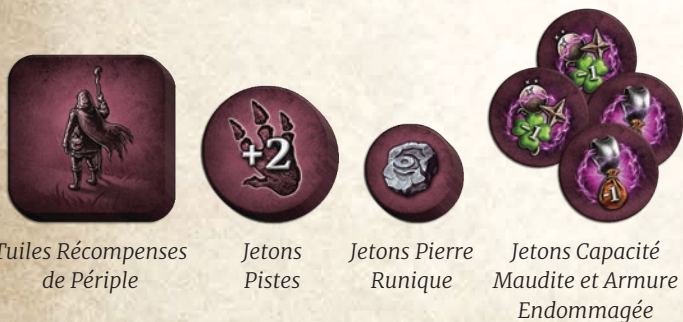 +2
-1
-1
-1
Tuiles Récompenses
de Périple
Jetons
Pistes
Jetons Pierre
Runique
Jetons Capacité
Maudite et Armure
Endommagée